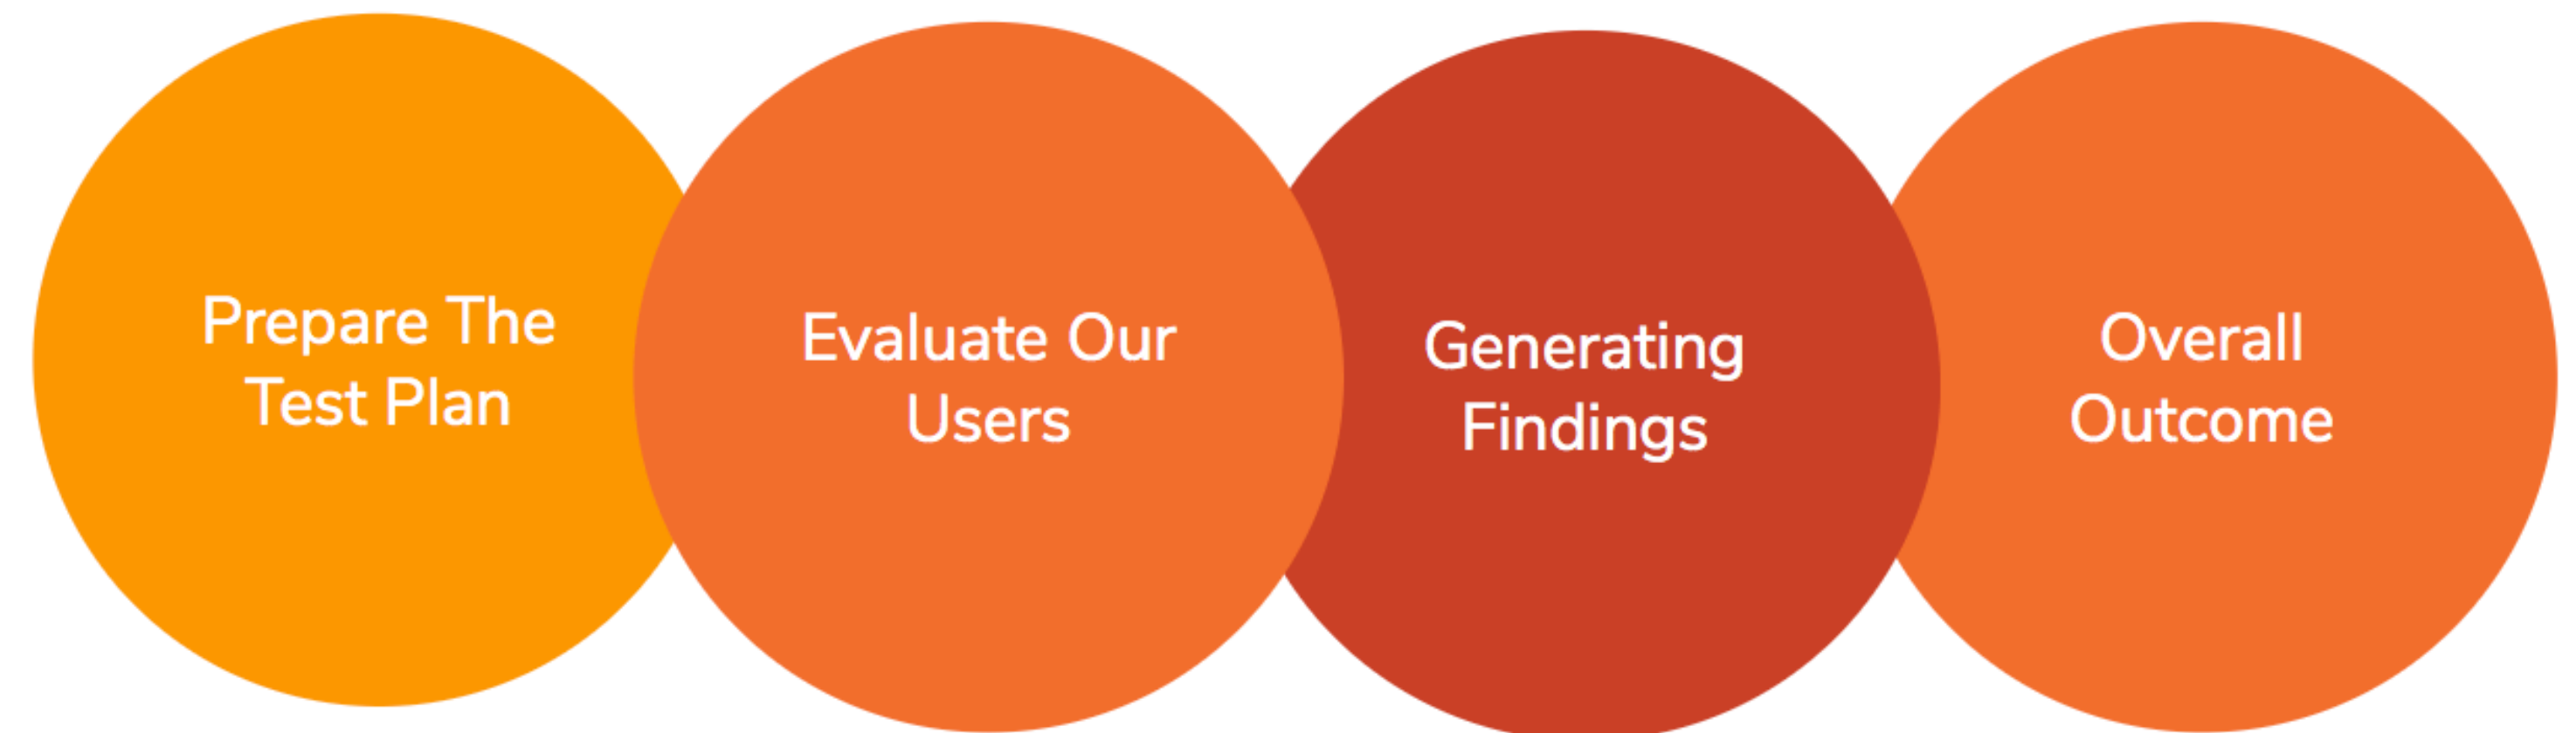 Prepare The
Test Plan
Evaluate Our
Users
Generating
Findings
Overall
Outcome